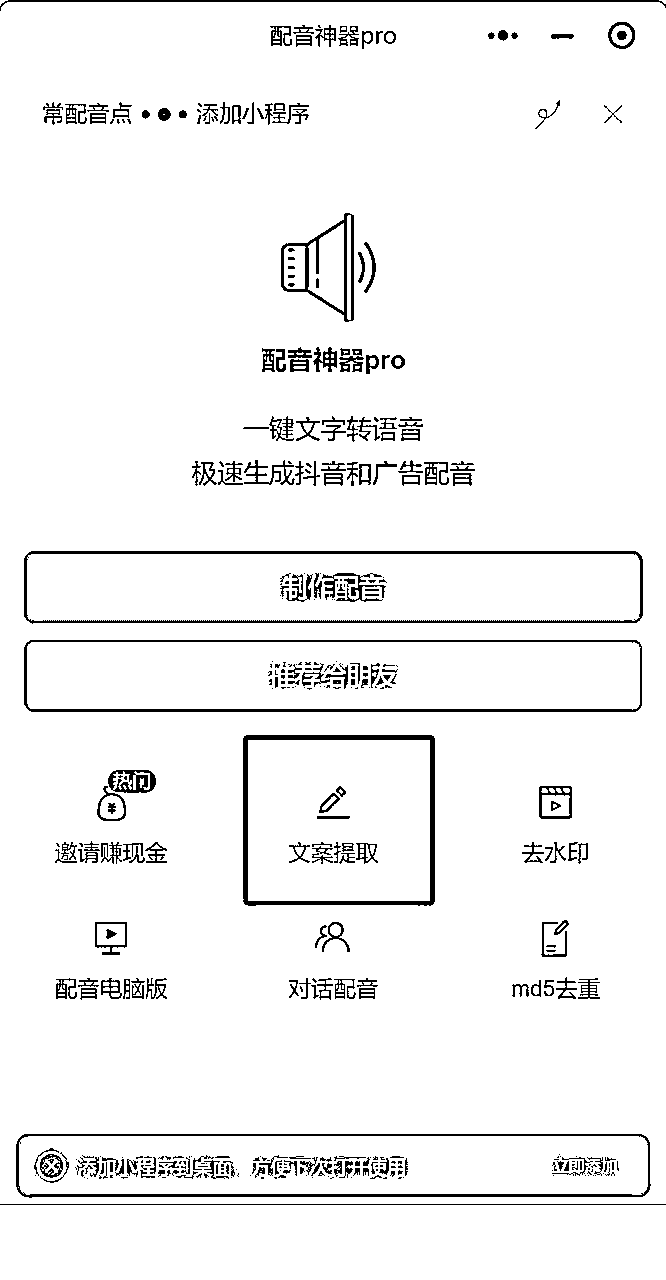 配音神器pro
常配音点 ••• 添加小程序
配音神器pro
一键文字转语音
极速生成抖音和广告配音
制作配音
推荐给朋友
热门
邀请赚现金
文案提取
去水印
配音电脑版
对话配音
md5去重
添加小程序到桌面，方便下次打开使用
立即添加